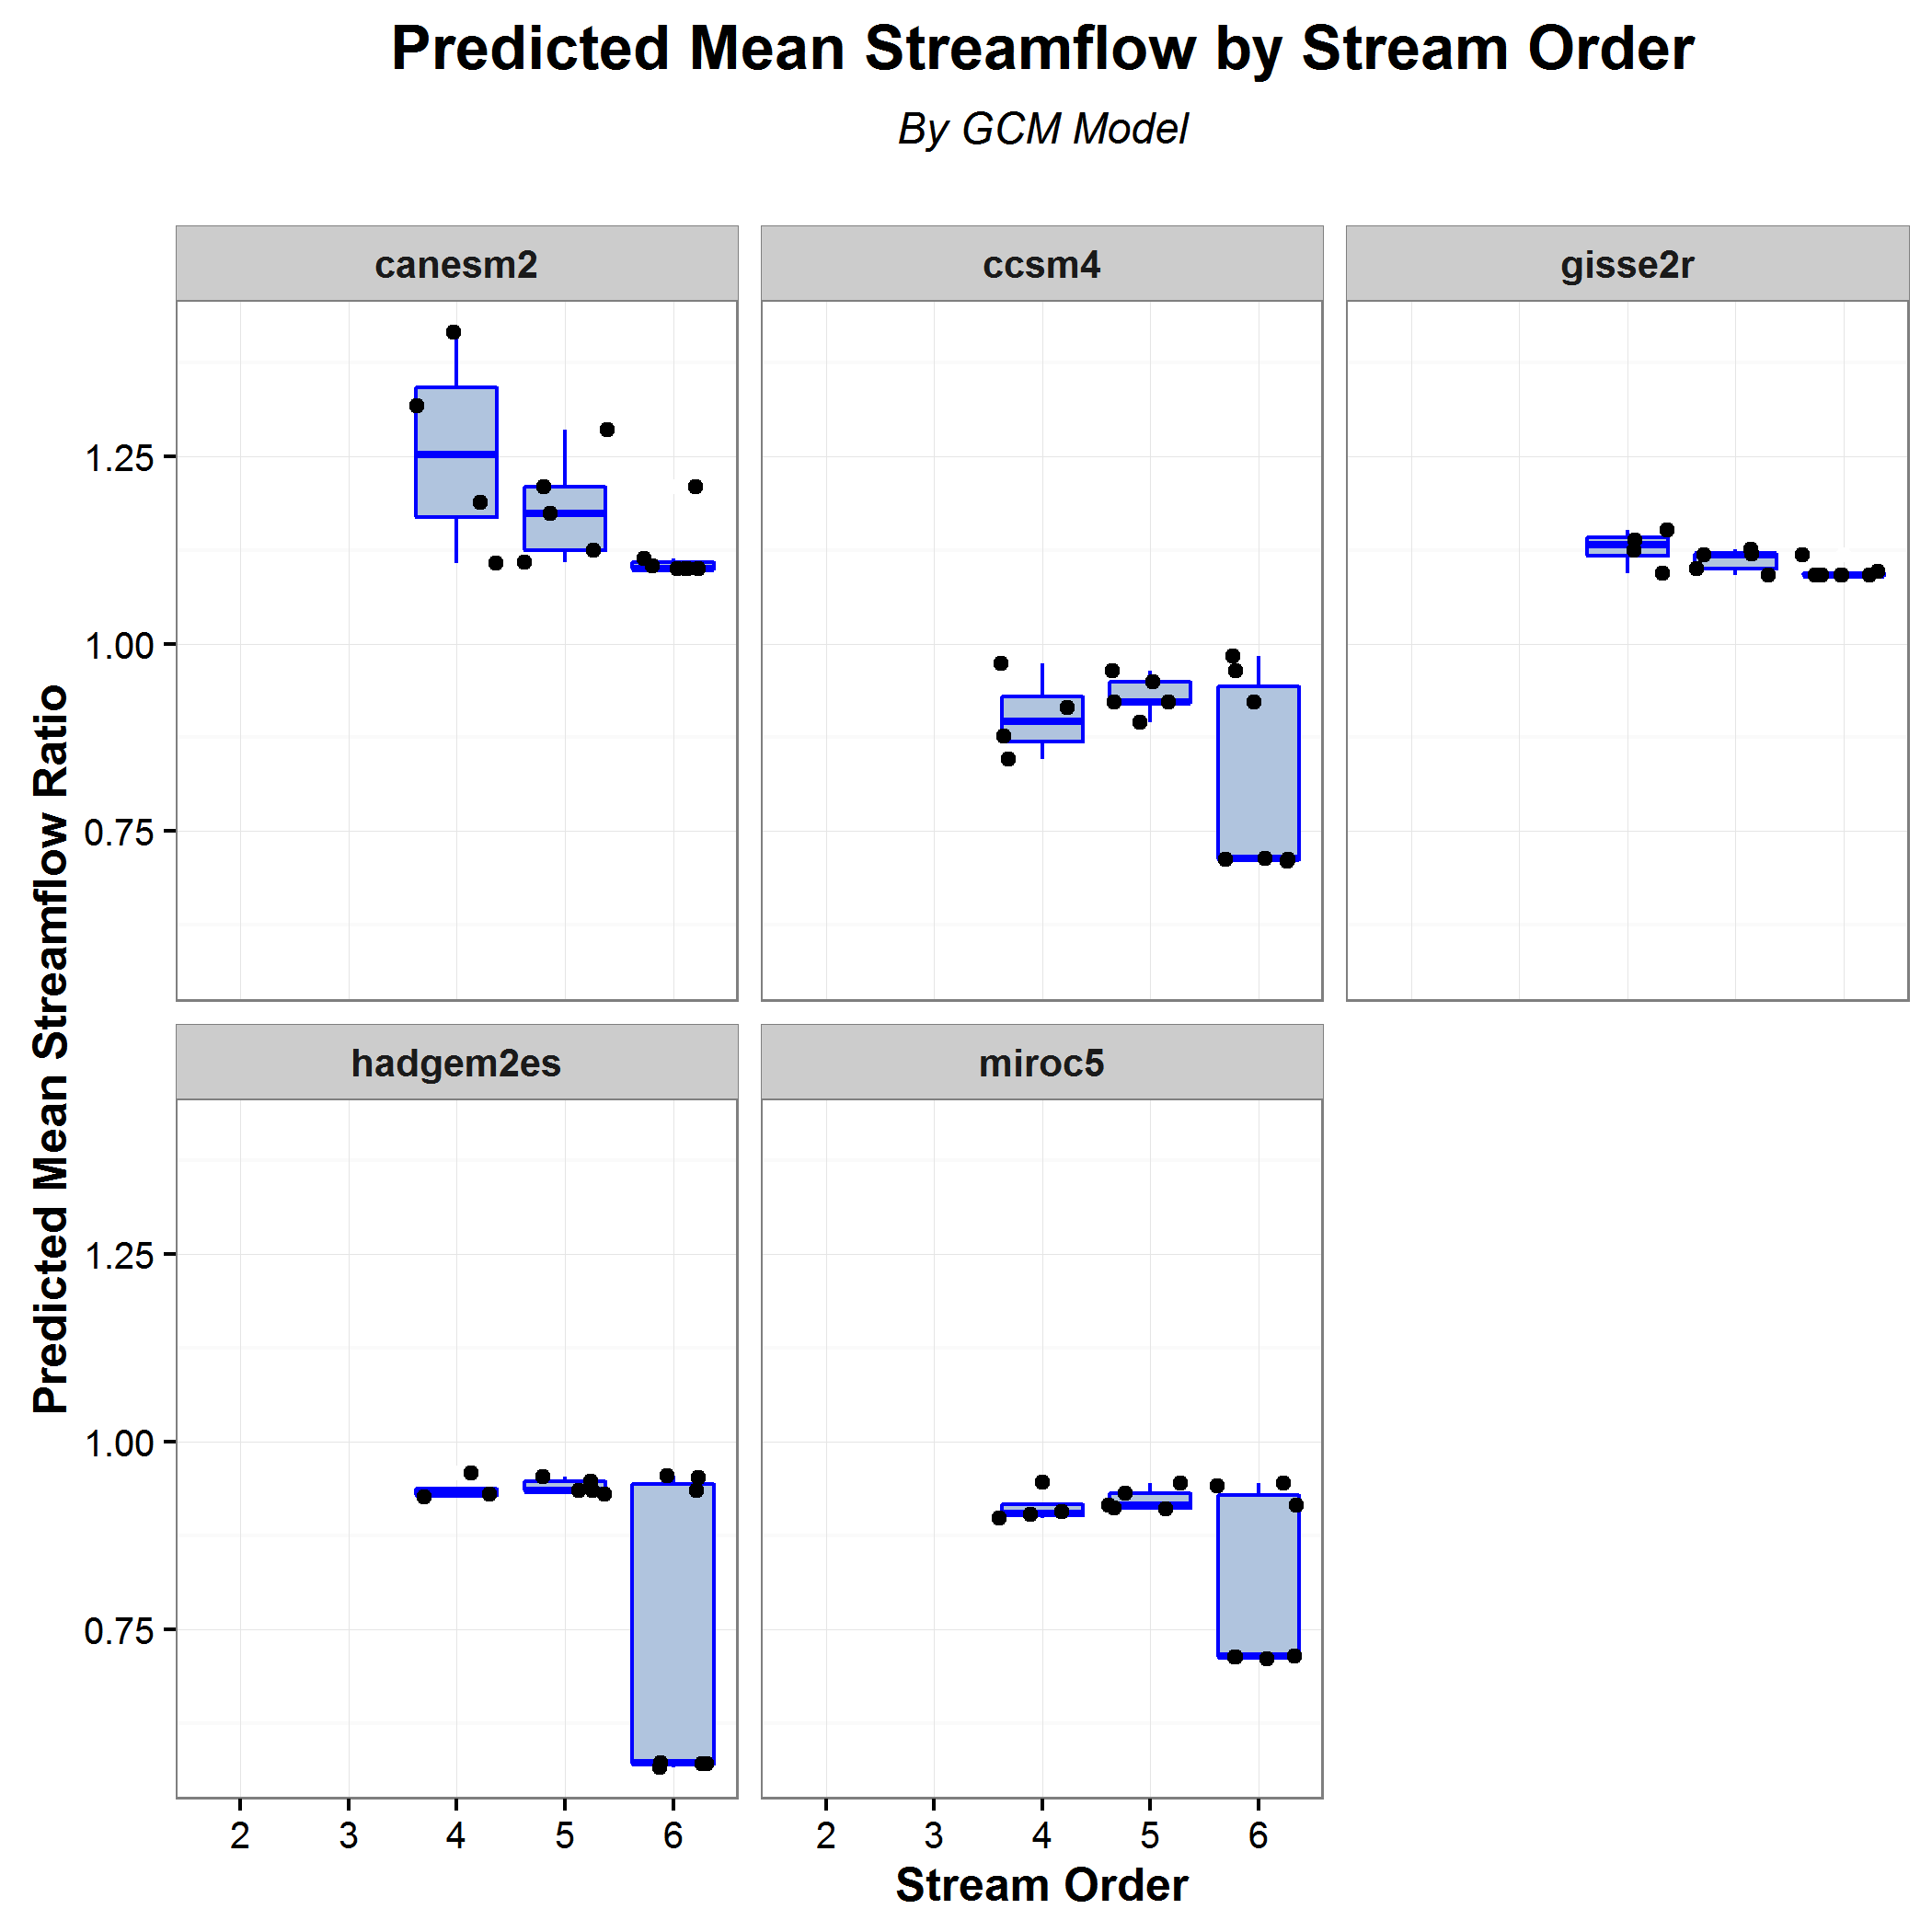 Predicted Mean Streamflow by Stream Order
By GCM Model
canesm2
ccsm4
gisse2r
1.25
1.00
0.75
Predicted Mean Streamflow Ratio
hadgem2es
miroc5
1.25
1.00
0.75
2 3 4 5 6
2 3 4 5 6
Stream Order